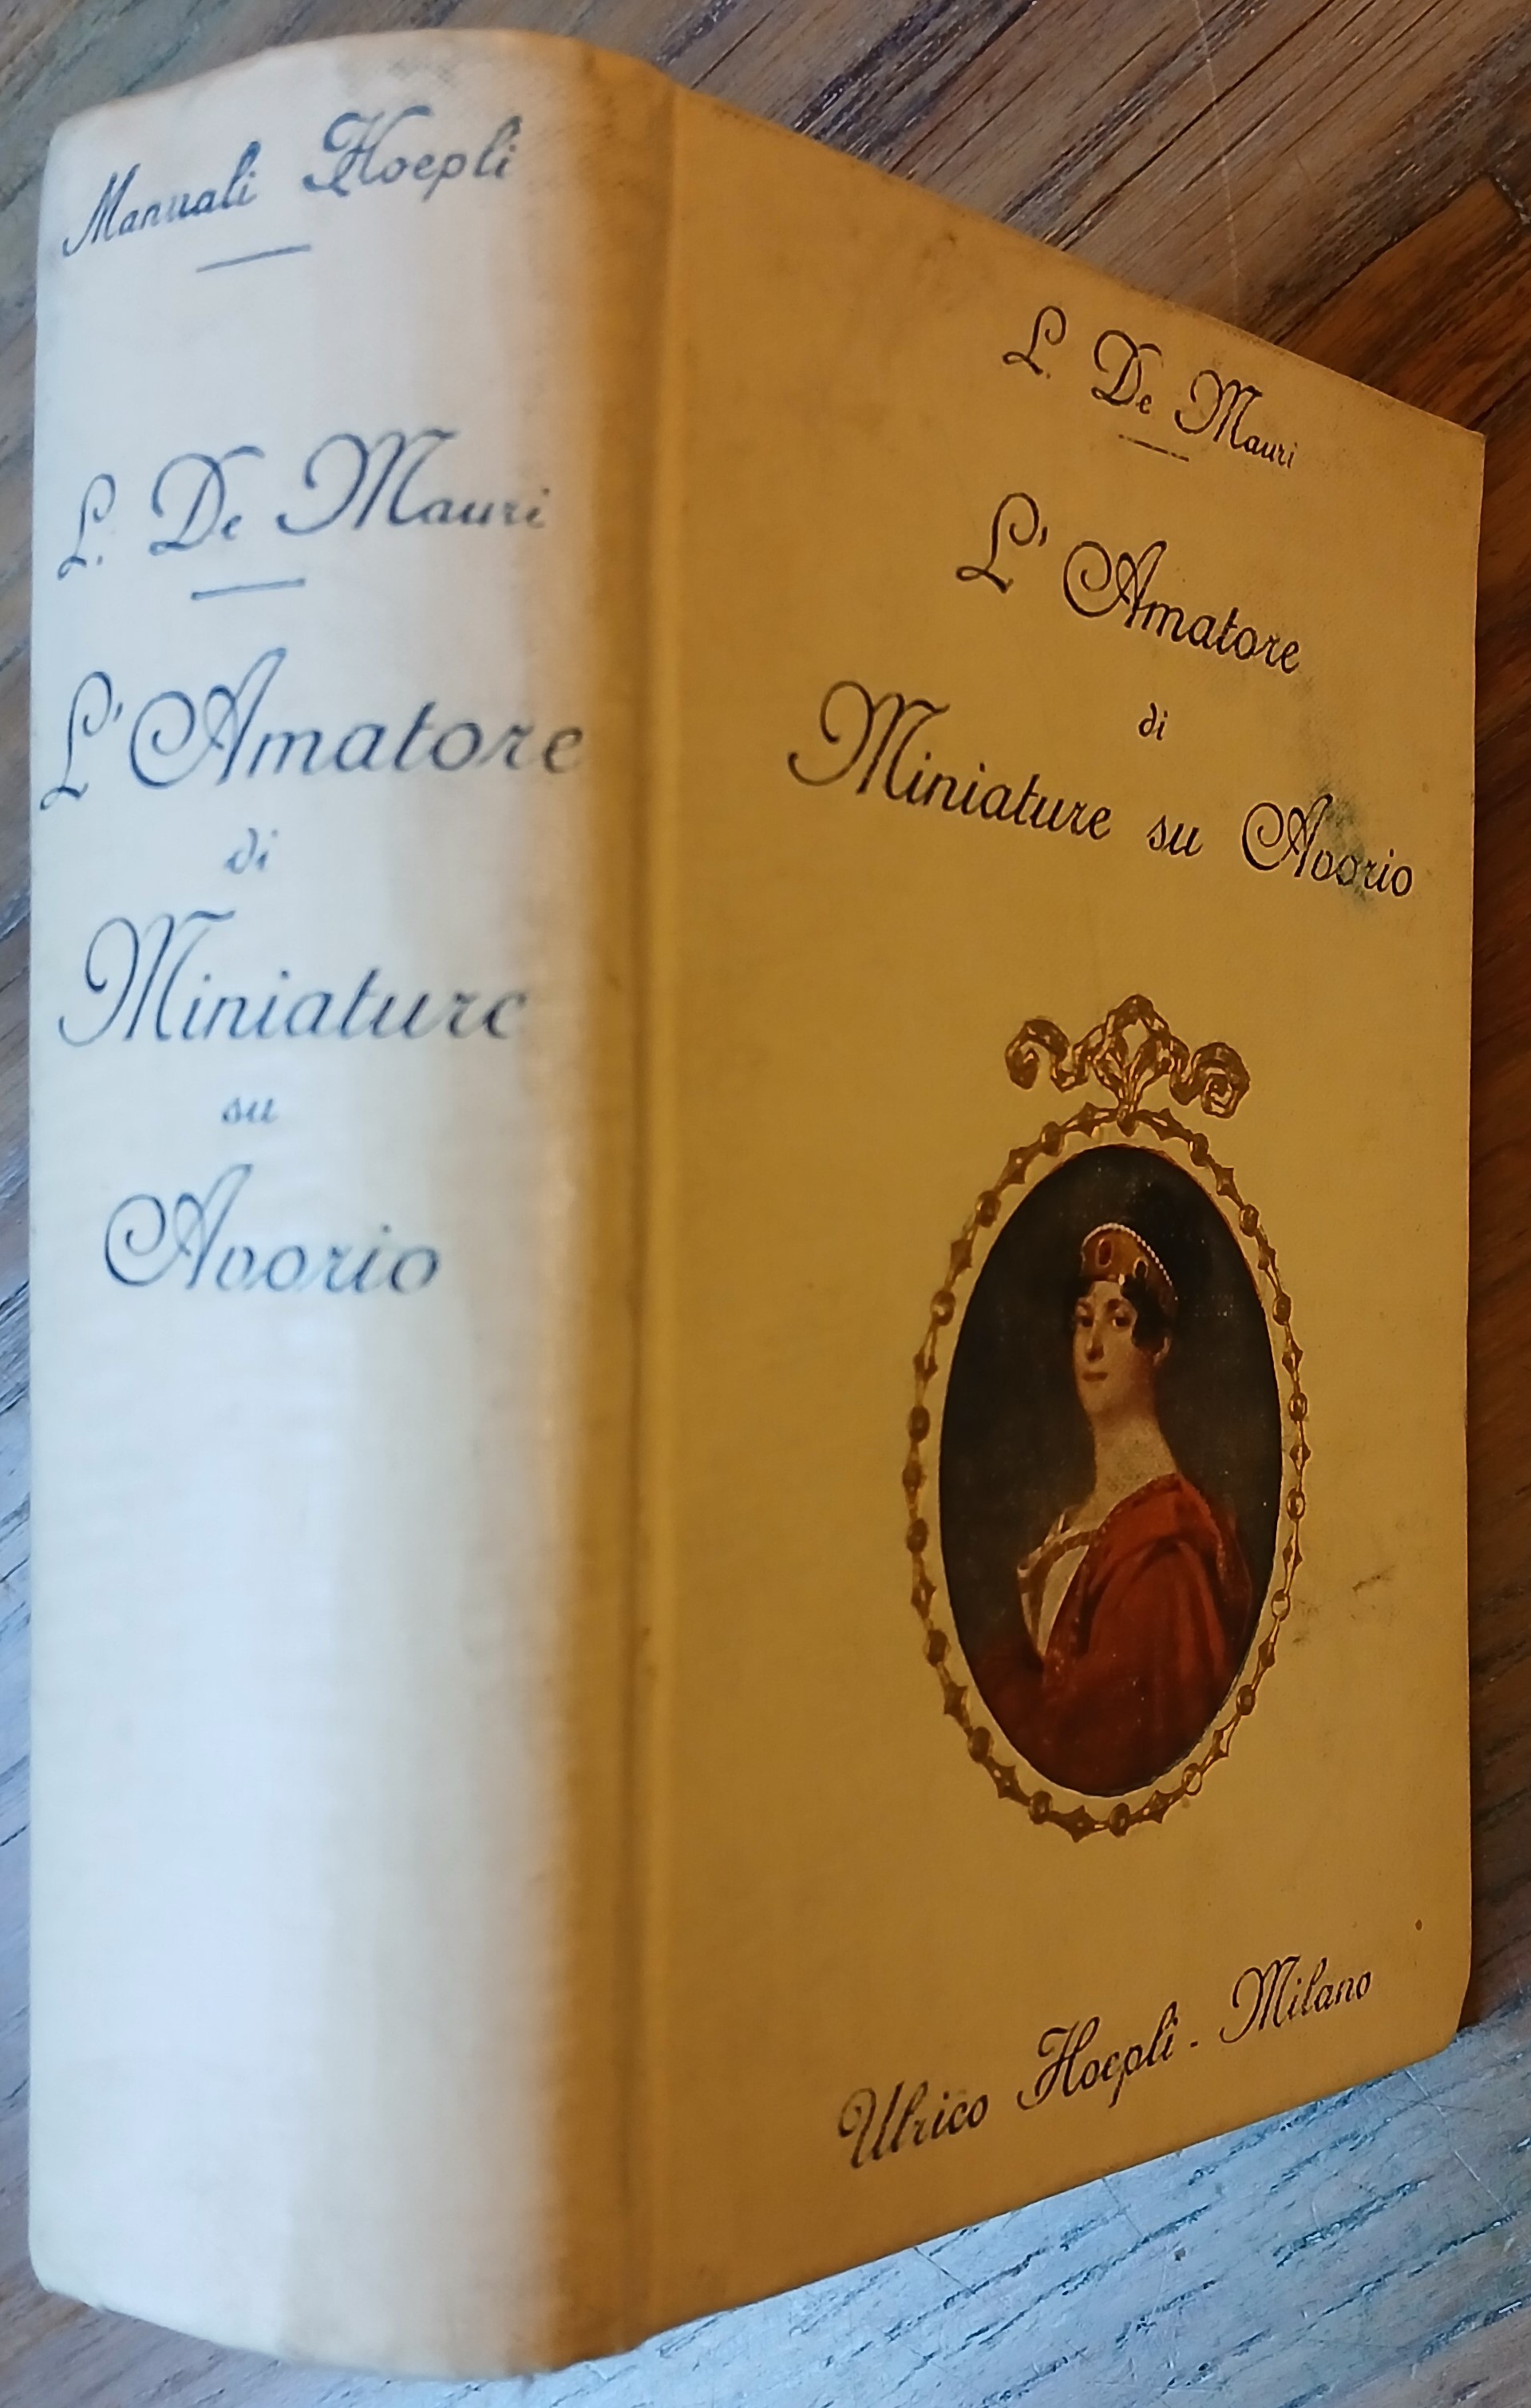 Manuali Hoepli
L. De Mauri
L'Amatore
di
Miniature
su
Avorio
L. De Mauri
L'Amatore
di
Miniature su Avorio
Ulrico Hoepli - Milano